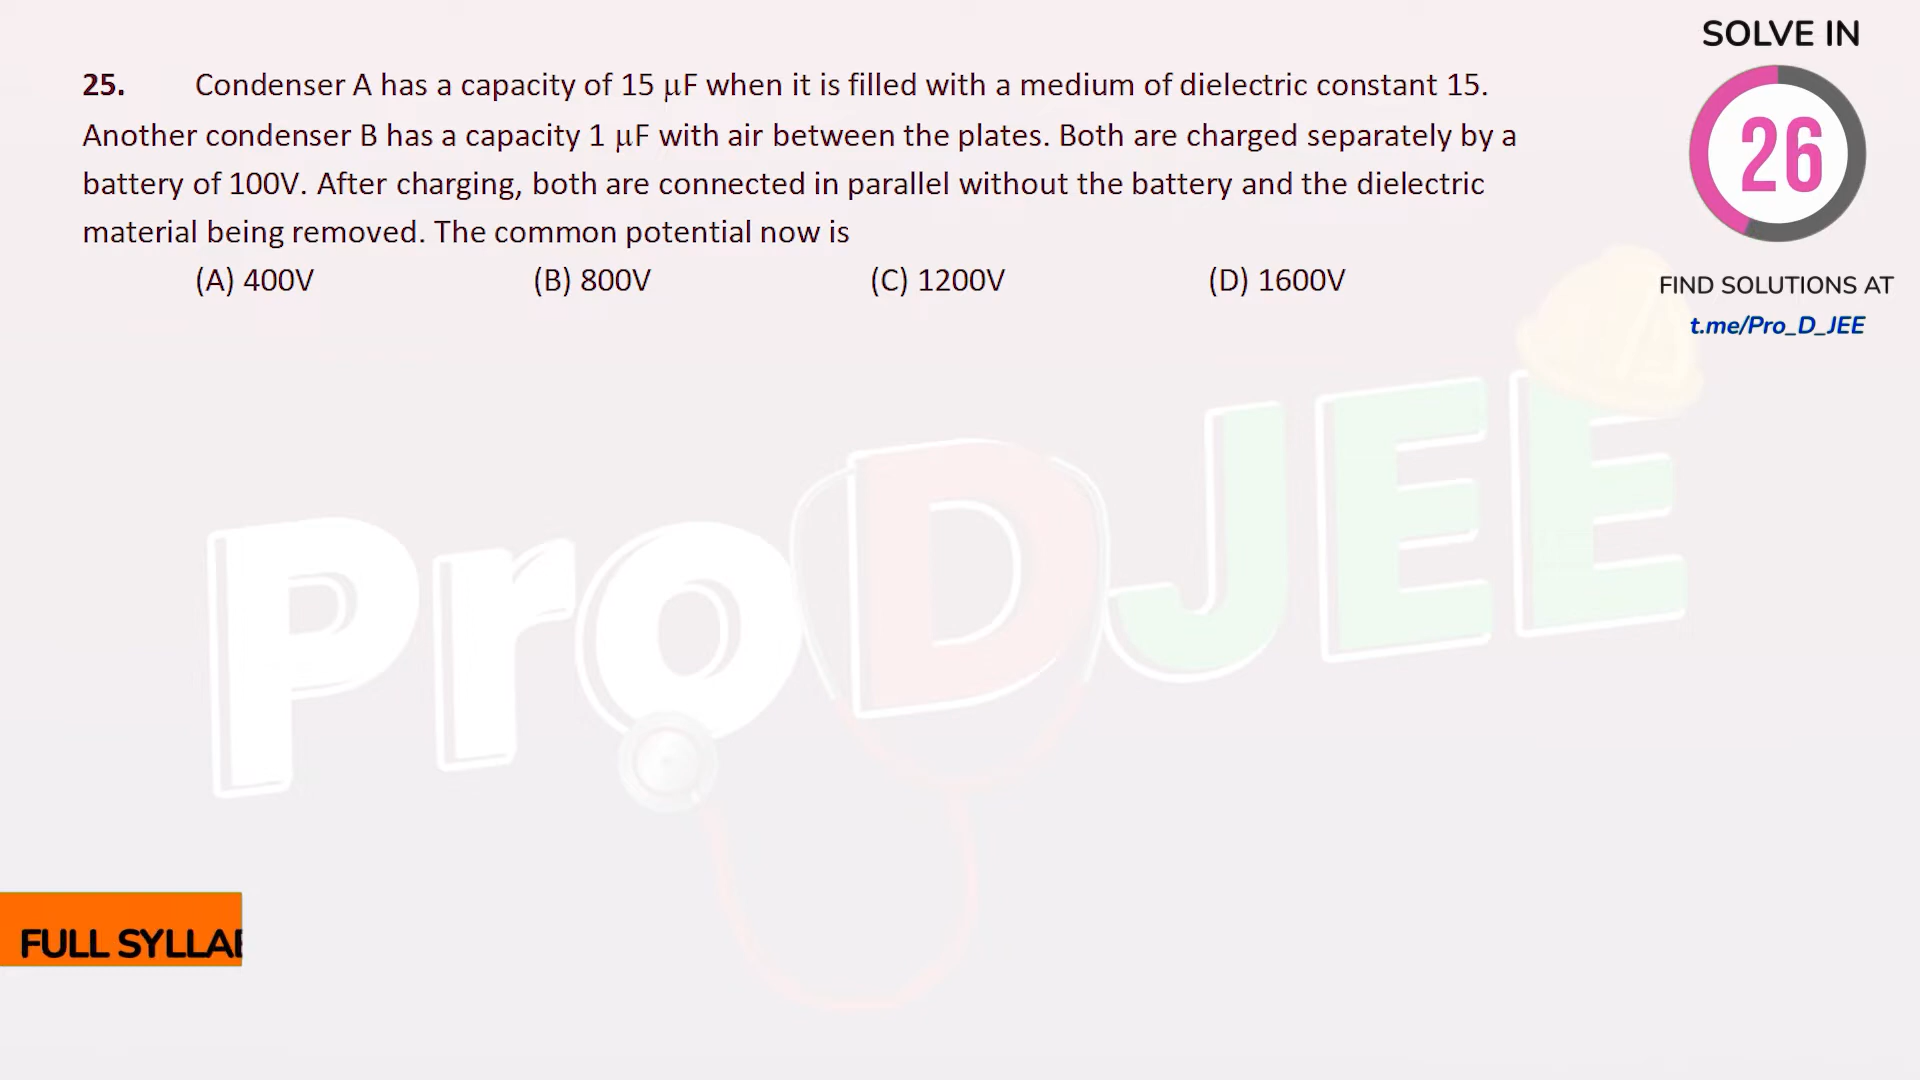 SOLVE IN
25. Condenser A has a capacity of 15 μF when it is filled with a medium of dielectric constant 15.
Another condenser B has a capacity 1 μF with air between the plates. Both are charged separately by a
battery of 100V. After charging, both are connected in parallel without the battery and the dielectric
material being removed. The common potential now is
(A) 400V (B) 800V (C) 1200V (D) 1600V
26
FIND SOLUTIONS AT
t.me/Pro_D_JEE
Pro D JEE
FULL SYLLAB